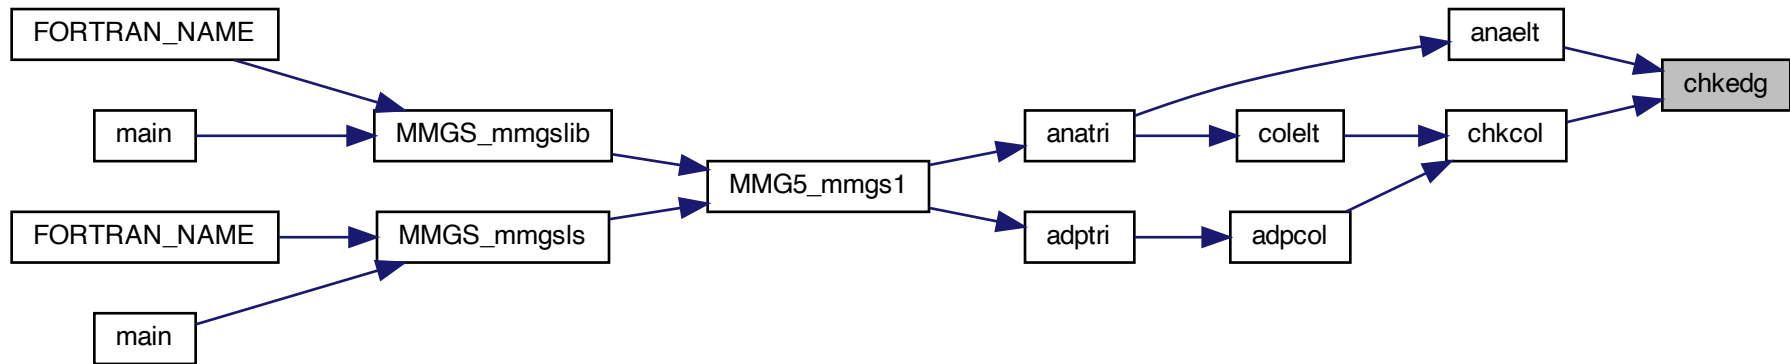 FORTRAN_NAME
main
FORTRAN_NAME
main
MMGS_mmgslib
MMGS_mmgsls
MMG5_mmgs1
anatri
adptri
colelt
adpcol
anaelt
chkcol
chkedg